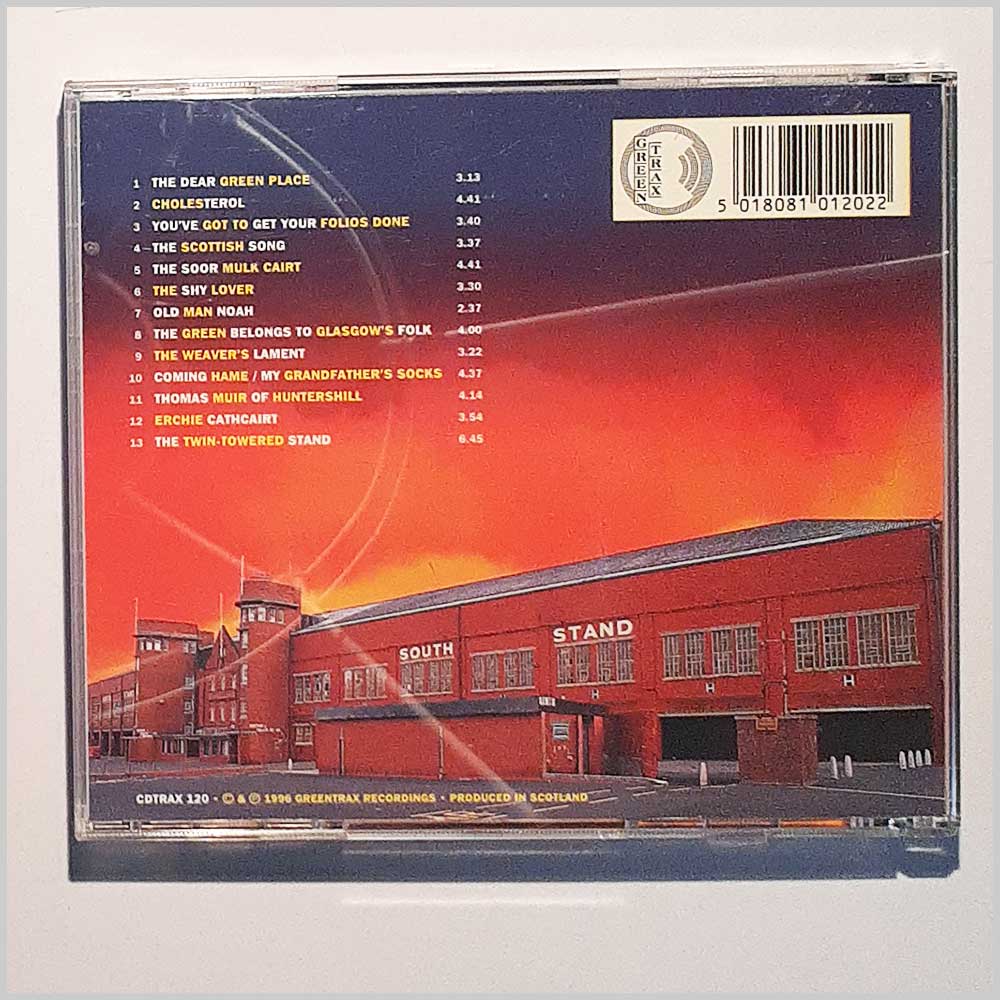 GREEN
TRAX
5 018081 012022
1 THE DEAR GREEN PLACE 3.13
2 CHOLESTEROL 4.41
3 YOU'VE GOT TO GET YOUR FOLIOS DONE 3.40
4 THE SCOTTISH SONG 3.37
5 THE SOOR MULK CAIRT 4.41
6 THE SHY LOVER 3.30
7 OLD MAN NOAH 2.37
8 THE GREEN BELONGS TO GLASGOW'S FOLK 4.00
9 THE WEAVER'S LAMENT 3.22
10 COMING HAME / MY GRANDFATHER'S SOCKS 4.37
11 THOMAS MUIR OF HUNTERSHILL 4.14
12 ERCHIE CATHCAIRT 3.54
13 THE TWIN-TOWERED STAND 6.45
SOUTH STAND
H H H
CDTRAX 120 • © & ℗ 1996 GREENTRAX RECORDINGS • PRODUCED IN SCOTLAND